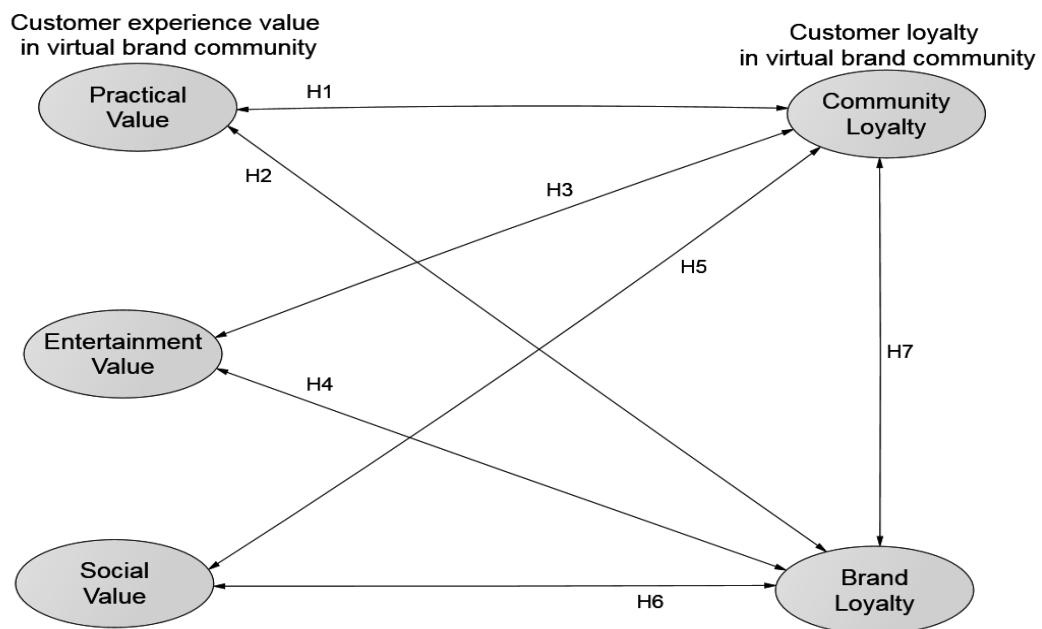 Customer experience value
in virtual brand community
Customer loyalty
in virtual brand community
Practical
Value
H1
Community
Loyalty
H2
H3
H5
Entertainment
Value
H4
H7
Social
Value
H6
Brand
Loyalty